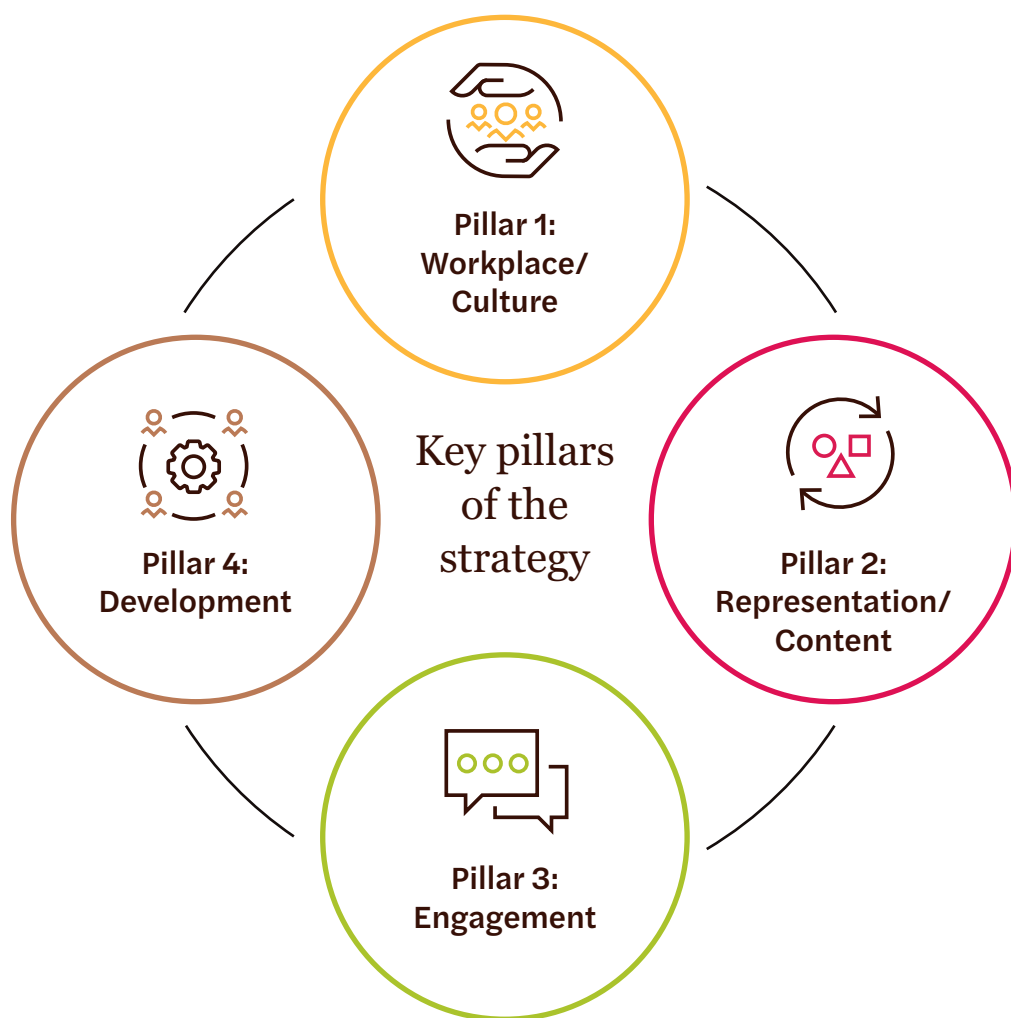 Pillar 1:
Workplace/
Culture
Key pillars
of the
strategy
Pillar 2:
Representation/
Content
Pillar 3:
Engagement
Pillar 4:
Development